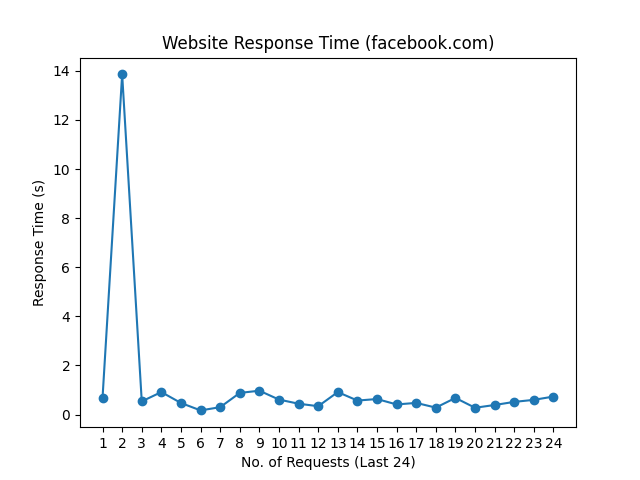 Website Response Time (facebook.com)
14
12
10
8
6
4
2
0
Response Time (s)
1 2 3 4 5 6 7 8 9 10 11 12 13 14 15 16 17 18 19 20 21 22 23 24
No. of Requests (Last 24)